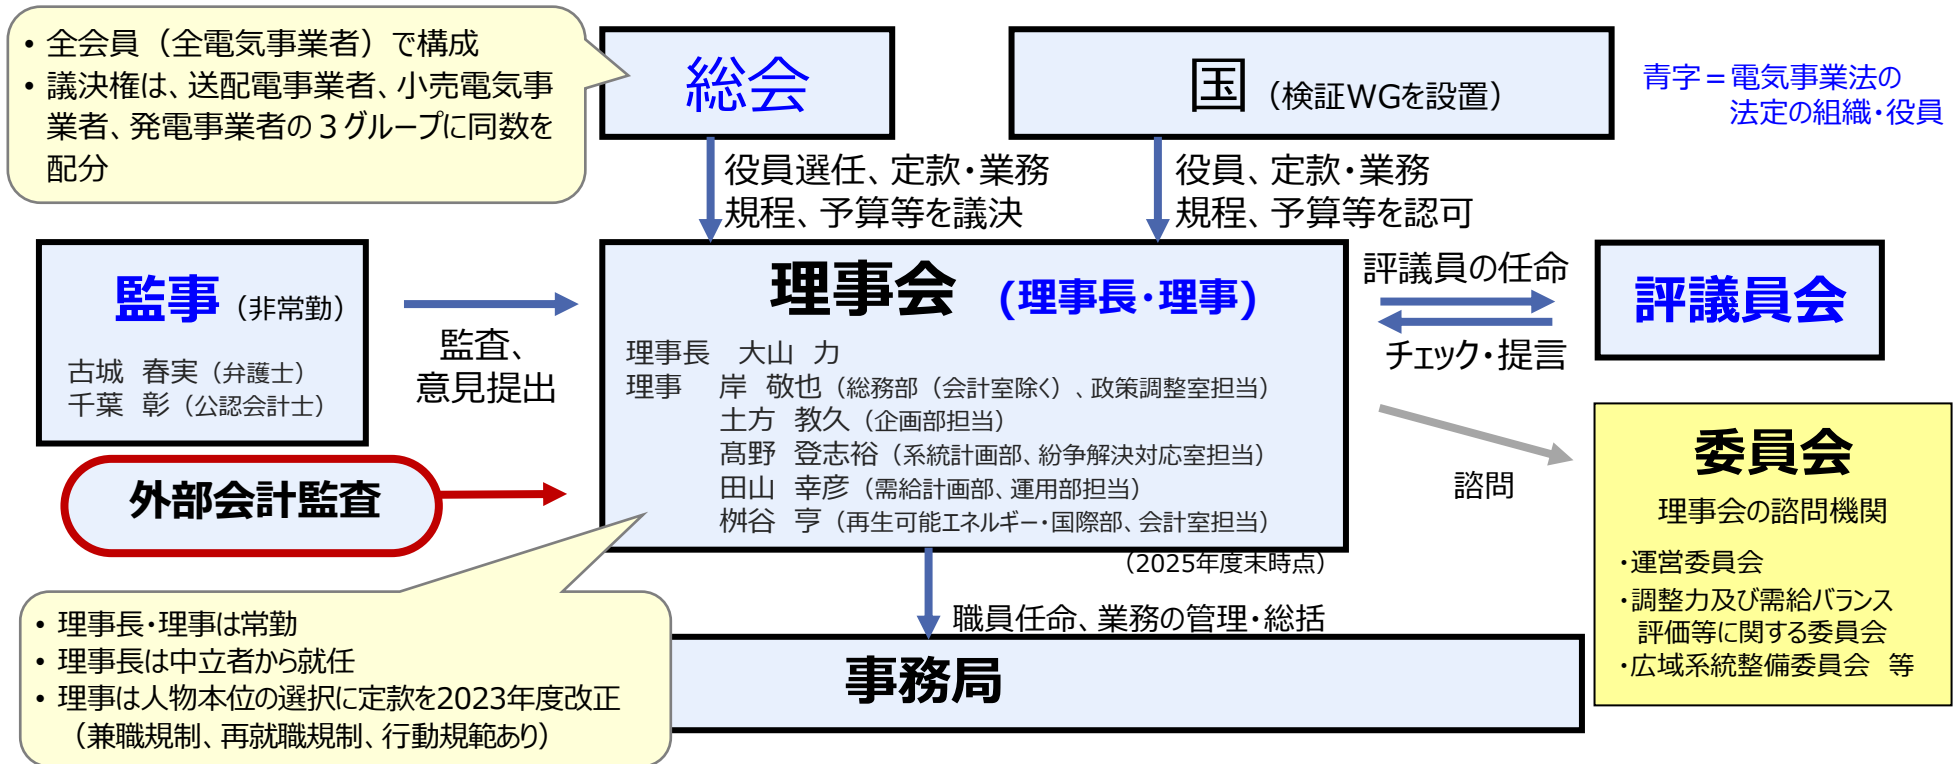 • 全会員（全電気事業者）で構成
• 議決権は、送配電事業者、小売電気事
業者、発電事業者の３グループに同数を
配分
総会
国（検証WGを設置）
青字＝電気事業法の
法定の組織・役員
役員選任、定款・業務
規程、予算等を議決
役員、定款・業務
規程、予算等を認可
監事（非常勤）
古城 春実（弁護士）
千葉 彰（公認会計士）
監査、
意見提出
理事会 (理事長・理事)
理事長 大山 力
理事 岸 敬也（総務部（会計室除く）、政策調整室担当）
土方 教久（企画部担当）
髙野 登志裕（系統計画部、紛争解決対応室担当）
田山 幸彦（需給計画部、運用部担当）
桝谷 亨（再生可能エネルギー・国際部、会計室担当）
（2025年度末時点）
評議員の任命
チェック・提言
評議員会
諮問
委員会
理事会の諮問機関
・運営委員会
・調整力及び需給バランス
評価等に関する委員会
・広域系統整備委員会 等
外部会計監査
• 理事長・理事は常勤
• 理事長は中立者から就任
• 理事は人物本位の選択に定款を2023年度改正
（兼職規制、再就職規制、行動規範あり）
職員任命、業務の管理・総括
事務局